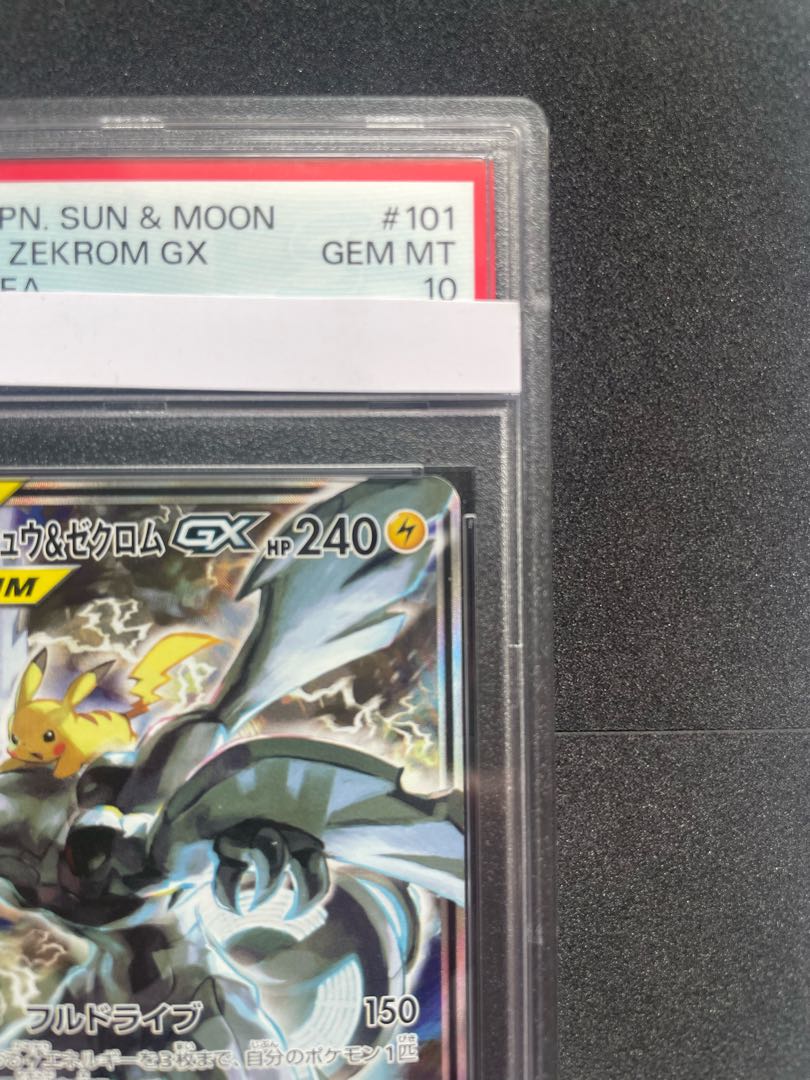 PN. SUN & MOON #101
ZEKROM GX GEM MT
FA 10
ュウ&ゼクロム GX HP 240
IM
フルドライブ 150
エネルギーを3枚まで、自分のポケモン1匹